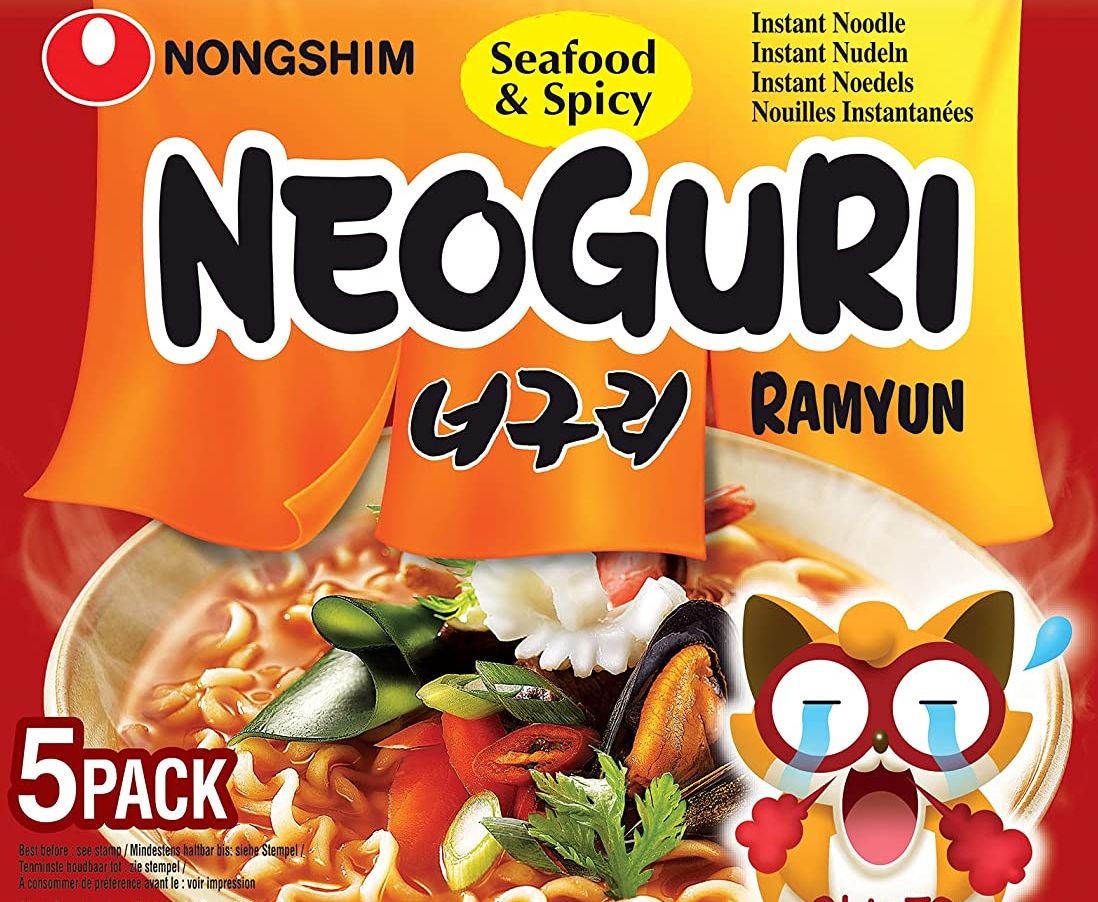 NONGSHIM
Seafood
& Spicy
Instant Noodle
Instant Nudeln
Instant Noedels
Nouilles Instantanées
NEOGURI
너구리
RAMYUN
5PACK
Best before : see stamp / Mindestens haltbar bis: siehe Stempel /
Tenminste houdbaar tot : zie stempel /
A consommer de préférence avant le : voir impression